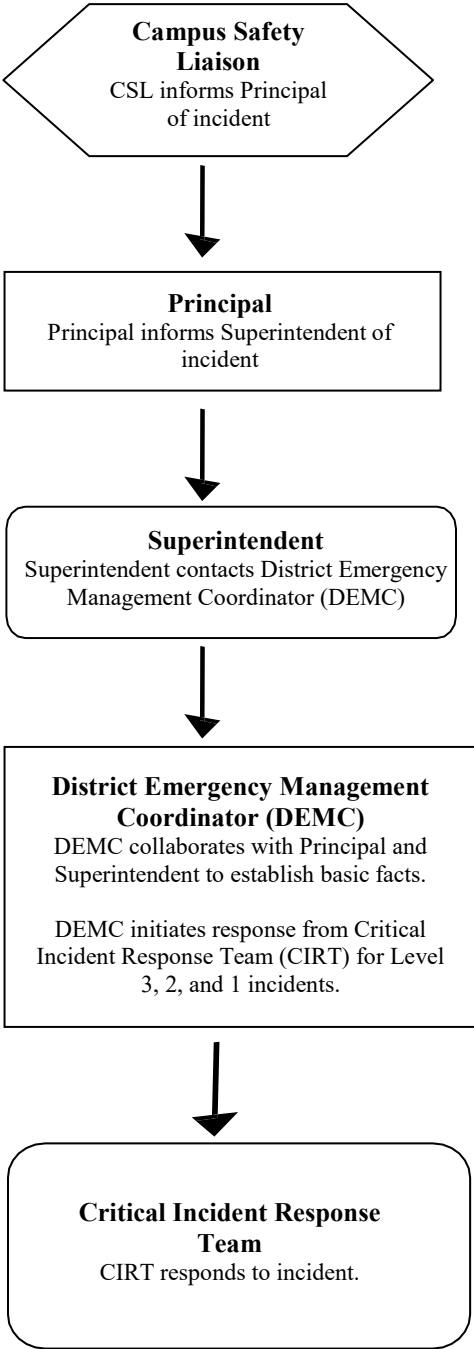 Campus Safety
Liaison
CSL informs Principal
of incident
Principal
Principal informs Superintendent of
incident
Superintendent
Superintendent contacts District Emergency
Management Coordinator (DEMC)
District Emergency Management
Coordinator (DEMC)
DEMC collaborates with Principal and
Superintendent to establish basic facts.
DEMC initiates response from Critical
Incident Response Team (CIRT) for Level
3, 2, and 1 incidents.
Critical Incident Response
Team
CIRT responds to incident.